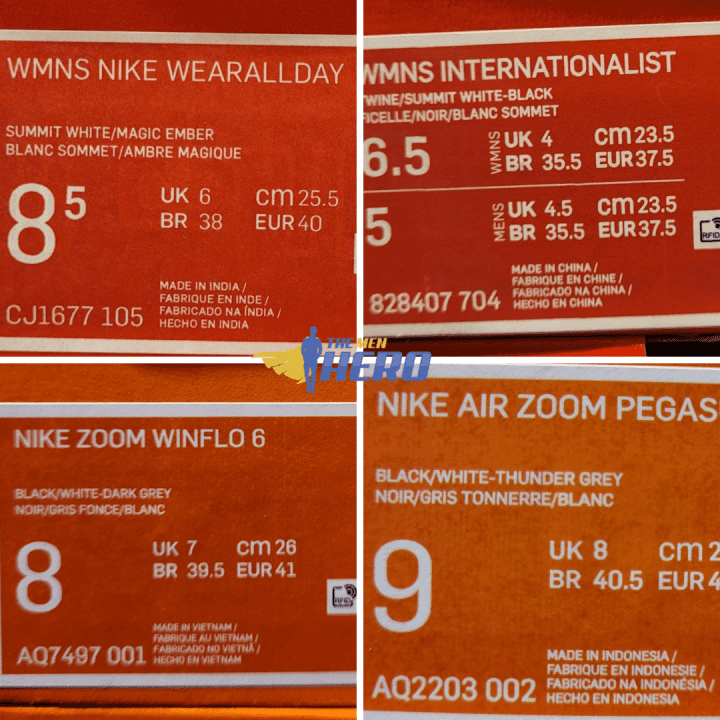 WMNS NIKE WEARALLDAY
SUMMIT WHITE/MAGIC EMBER
BLANC SOMMET/AMBRE MAGIQUE
8 5
UK 6 cm 25.5
BR 38 EUR 40
MADE IN INDIA /
FABRIQUE EN INDE /
FABRICADO NA ÍNDIA /
HECHO EN INDIA
CJ1677 105
WMNS INTERNATIONALIST
TWINE/SUMMIT WHITE-BLACK
FICELLE/NOIR/BLANC SOMMET
6.5
WMNS
UK 4 cm 23.5
BR 35.5 EUR 37.5
5
MENS
UK 4.5 cm 23.5
BR 35.5 EUR 37.5
RFID
MADE IN CHINA /
FABRIQUE EN CHINE /
FABRICADO NA CHINA /
HECHO EN CHINA
828407 704
THE MEN
HERO
NIKE ZOOM WINFLO 6
BLACK/WHITE-DARK GREY
NOIR/GRIS FONCE/BLANC
8
UK 7 cm 26
BR 39.5 EUR 41
RFID
MADE IN VIETNAM /
FABRIQUE AU VIETNAM /
FABRICADO NO VIETNÃ /
HECHO EN VIETNAM
AQ7497 001
NIKE AIR ZOOM PEGAS
BLACK/WHITE-THUNDER GREY
NOIR/GRIS TONNERRE/BLANC
9
UK 8 cm 2
BR 40.5 EUR 4
MADE IN INDONESIA /
FABRIQUE EN INDONESIE /
FABRICADO NA INDONÉSIA /
HECHO EN INDONESIA
AQ2203 002